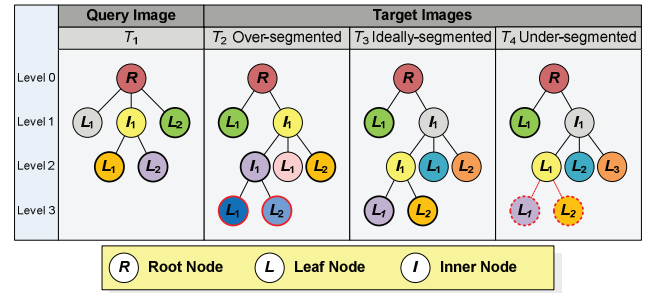 Query Image Target Images
T1 T2 Over-segmented T3 Ideally-segmented T4 Under-segmented
Level 0 R R R R
Level 1 L1 I1 L2 L1 I1 L1 I1 L1 I1
Level 2 L1 L2 I1 L1 L2 I1 L1 L2 L1 L2 L3
Level 3 L1 L2 L1 L2 L1 L2
R Root Node L Leaf Node I Inner Node